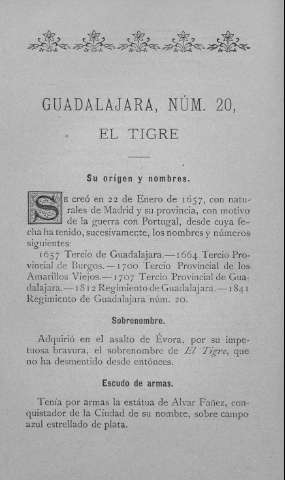 GUADALAJARA, NÚM. 20,
EL TIGRE
Su origen y nombres.
SE creó en 22 de Enero de 1657, con natu-
rales de Madrid y su provincia, con motivo
de la guerra con Portugal, desde cuya fe-
cha ha tenido, sucesivamente, los nombres y números
siguientes:
1657 Tercio de Guadalajara.—1664 Tercio Pro-
vincial de Burgos.—1700 Tercio Provincial de los
Amarillos Viejos.—1707 Tercio Provincial de Gua-
dalajara.—1812 Regimiento de Guadalajara.—1841
Regimiento de Guadalajara núm. 20.
Sobrenombre.
Adquirió en el asalto de Évora, por su impe-
tuosa bravura, el sobrenombre de El Tigre, que
no ha desmentido desde entónces.
Escudo de armas.
Tenía por armas la estátua de Alvar Fañez, con-
quistador de la Ciudad de su nombre, sobre campo
azul estrellado de plata.